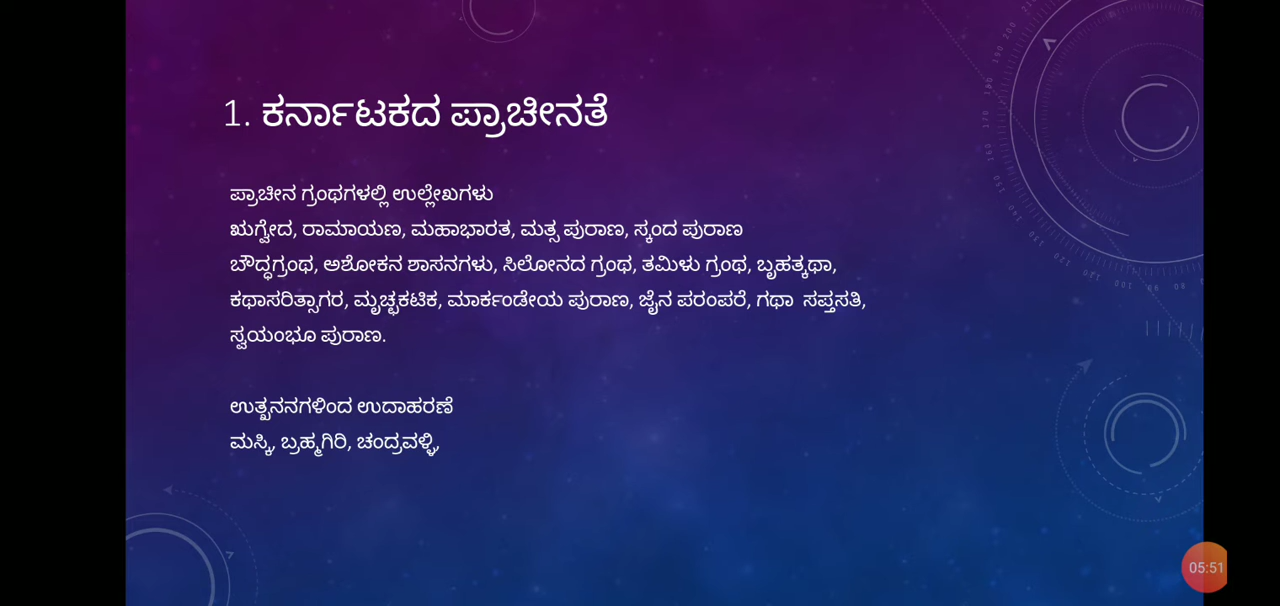 1. ಕರ್ನಾಟಕದ ಪ್ರಾಚೀನತೆ
ಪ್ರಾಚೀನ ಗ್ರಂಥಗಳಲ್ಲಿ ಉಲ್ಲೇಖಗಳು
ಋಗ್ವೇದ, ರಾಮಾಯಣ, ಮಹಾಭಾರತ, ಮತ್ಸ ಪುರಾಣ, ಸ್ಕಂದ ಪುರಾಣ
ಬೌದ್ಧಗ್ರಂಥ, ಅಶೋಕನ ಶಾಸನಗಳು, ಸಿಲೋನದ ಗ್ರಂಥ, ತಮಿಳು ಗ್ರಂಥ, ಬೃಹತ್ಕಥಾ,
ಕಥಾಸರಿತ್ಸಾಗರ, ಮೃಚ್ಛಕಟಿಕ, ಮಾರ್ಕಂಡೇಯ ಪುರಾಣ, ಜೈನ ಪರಂಪರೆ, ಗಥಾ ಸಪ್ತಸತಿ,
ಸ್ವಯಂಭೂ ಪುರಾಣ.
ಉತ್ಖನನಗಳಿಂದ ಉದಾಹರಣೆ
ಮಸ್ಕಿ, ಬ್ರಹ್ಮಗಿರಿ, ಚಂದ್ರವಳ್ಳಿ,
05:51